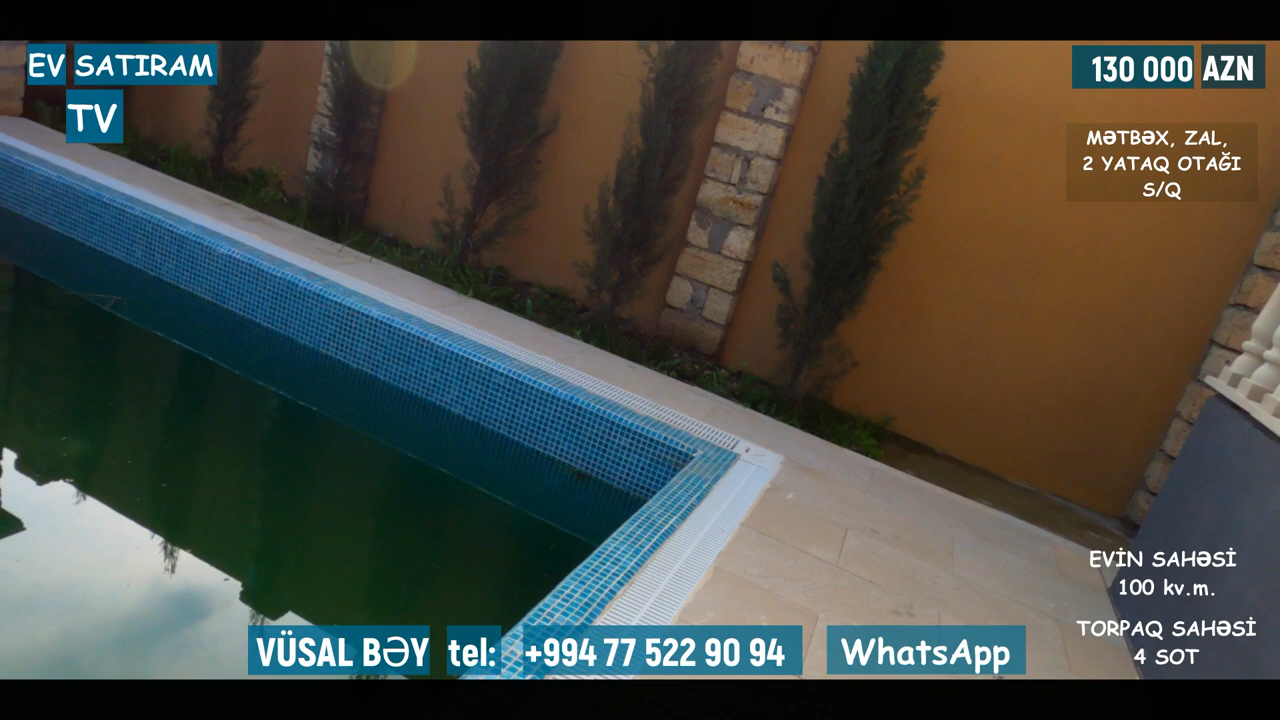 EV SATIRAM
TV
130 000 AZN
MƏTBƏX, ZAL,
2 YATAQ OTAĞI
S/Q
EVİN SAHƏSİ
100 kv.m.
TORPAQ SAHƏSİ
4 SOT
VÜSAL BƏY tel: +994 77 522 90 94 WhatsApp